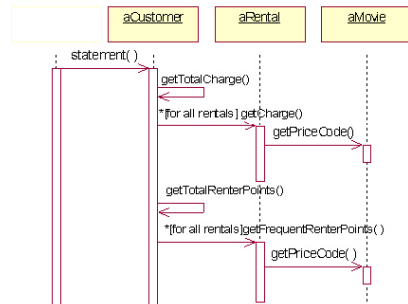 aCustomer
aRental
aMovie
statement( )
getTotalCharge()
*[for all rentals] getCharge()
getPriceCode()
getTotalRenterPoints()
*[for all rentals]getFrequentRenterPoints( )
getPriceCode( )